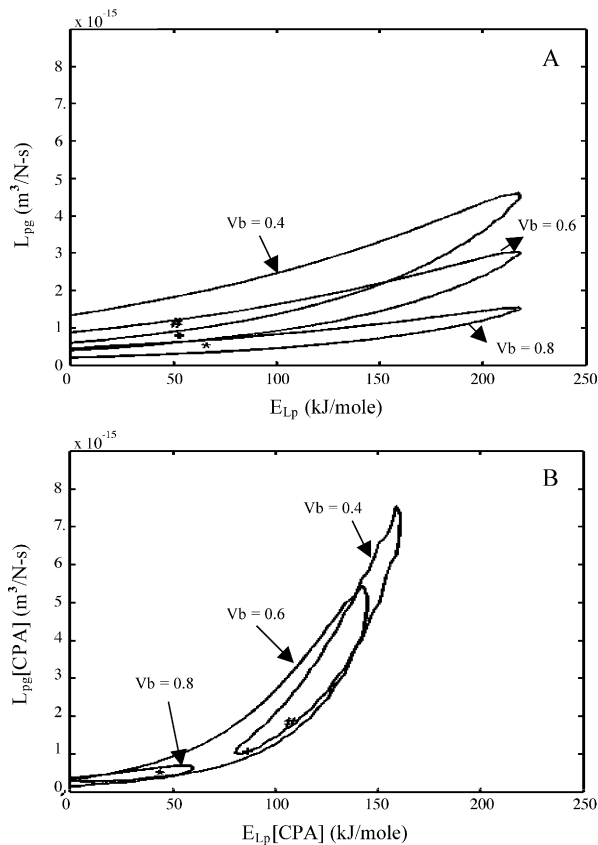 x 10-15
A
8
7.
6
5
4
3
2
1
0
Lpg (m3/N-s)
Vb = 0.4
Vb = 0.6
Vb = 0.8
#
+
*
0 50 100 150 200 250
ELp (kJ/mole)
x 10-15
B
8
7.
6
5
4
3
2
1
0
Lpg[CPA] (m3/N-s)
Vb = 0.4
Vb = 0.6
Vb = 0.8
#
+
*
0 50 100 150 200 250
ELp[CPA] (kJ/mole)